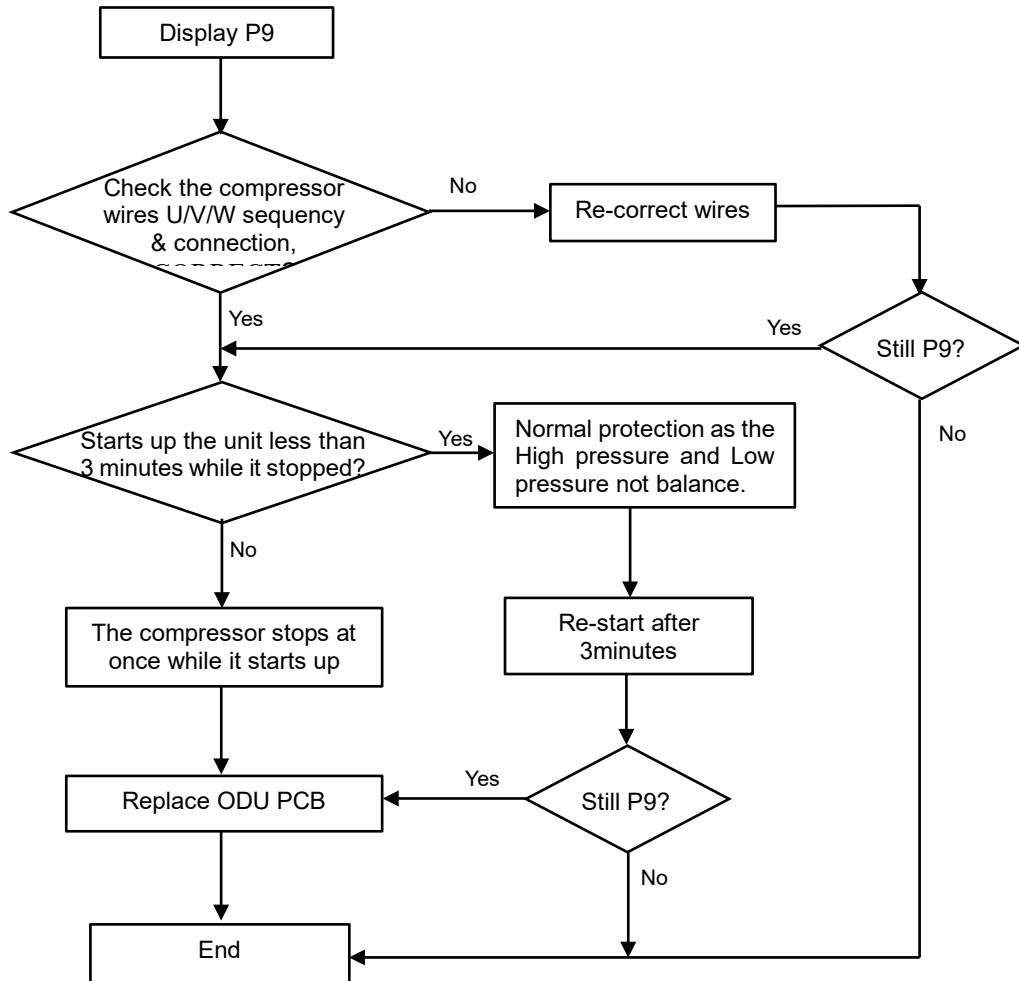 Display P9
Check the compressor
wires U/V/W sequency
& connection,
No
Re-correct wires
Yes
Yes
Still P9?
No
Starts up the unit less than
3 minutes while it stopped?
Yes
Normal protection as the
High pressure and Low
pressure not balance.
No
The compressor stops at
once while it starts up
Re-start after
3minutes
Replace ODU PCB
Yes
Still P9?
No
End